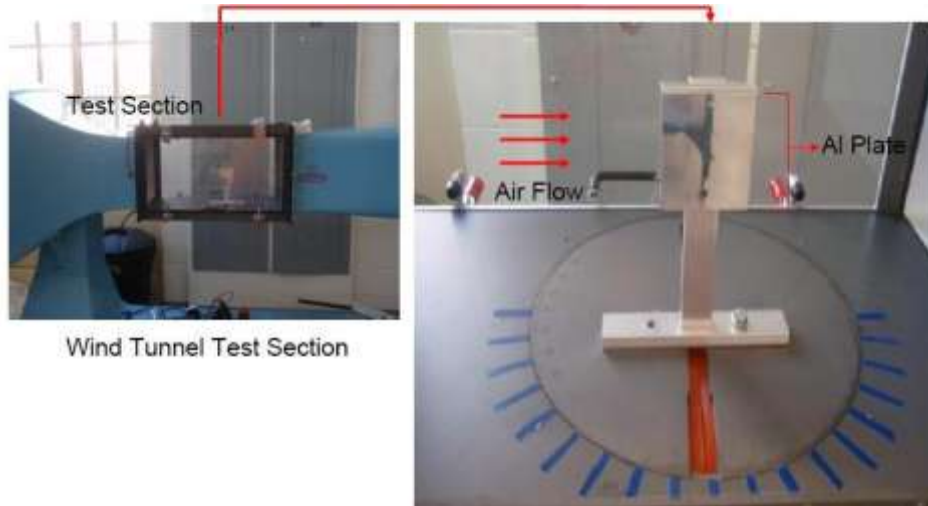 Test Section
Wind Tunnel Test Section
Air Flow
Al Plate